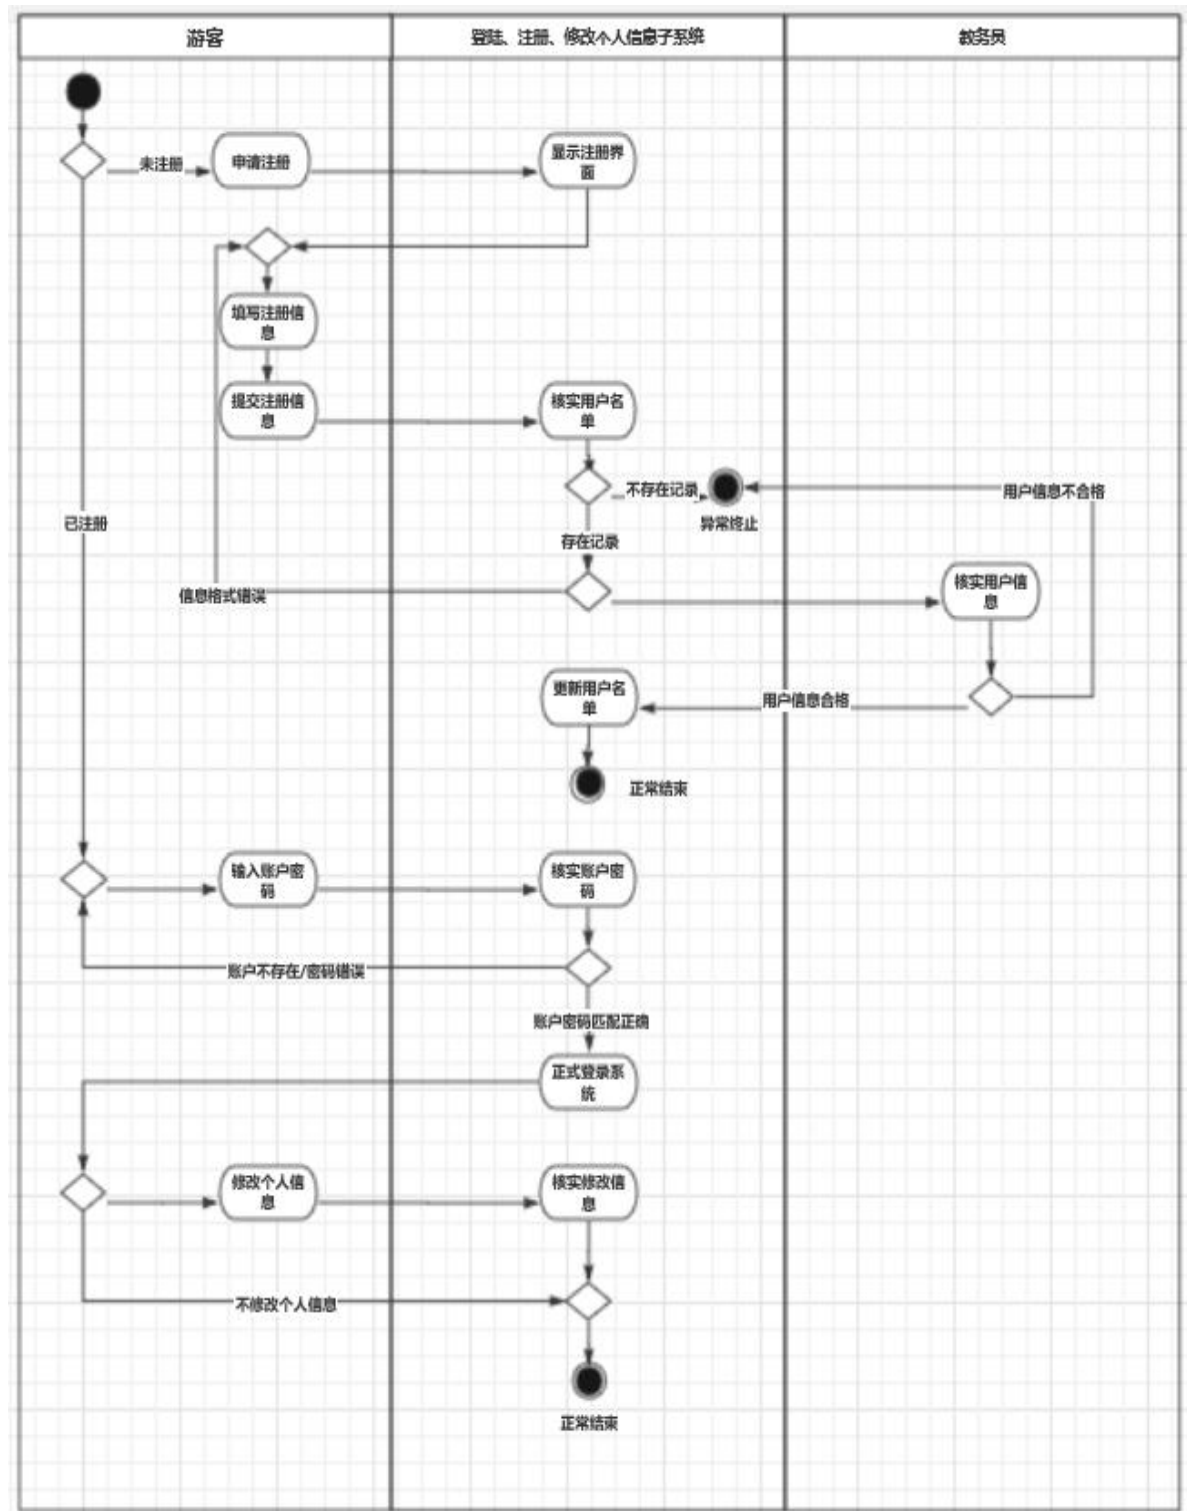 游客
登陆、注册、修改个人信息子系统
教务员
未注册
申请注册
显示注册界
面
填写注册信
息
提交注册信
息
核实用户名
单
不存在记录
用户信息不合格
异常终止
已注册
存在记录
信息格式错误
核实用户信
息
更新用户名
单
用户信息合格
正常结束
输入账户密
码
核实账户密
码
账户不存在/密码错误
账户密码匹配正确
正式登录系
统
修改个人信
息
核实修改信
息
不修改个人信息
正常结束